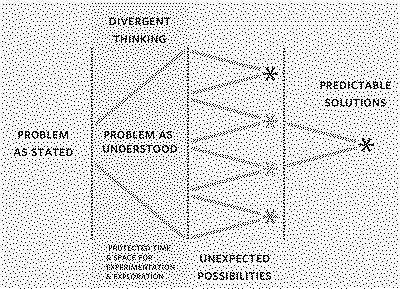 DIVERGENT
THINKING
PREDICTABLE
SOLUTIONS
PROBLEM
AS STATED
PROBLEM AS
UNDERSTOOD
PROTECTED TIME
& SPACE FOR
EXPERIMENTATION
& EXPLORATION
UNEXPECTED
POSSIBILITIES